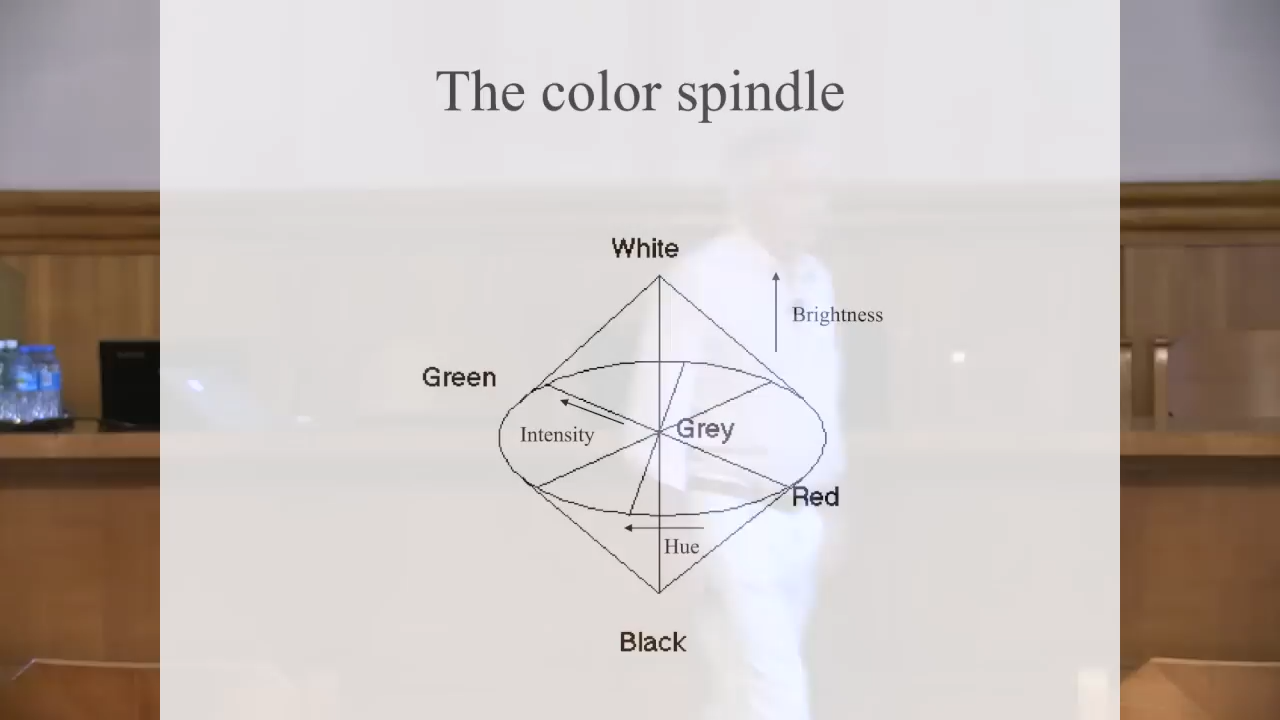 The color spindle
White
Brightness
Green
Grey
Intensity
Red
Hue
Black